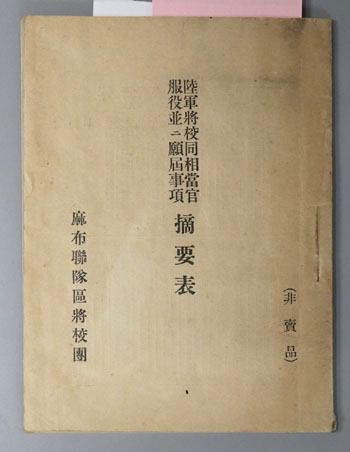 (非賣品)
陸軍將校同相當官
服役並ニ願屆事項
摘要表
麻布聯隊區將校團